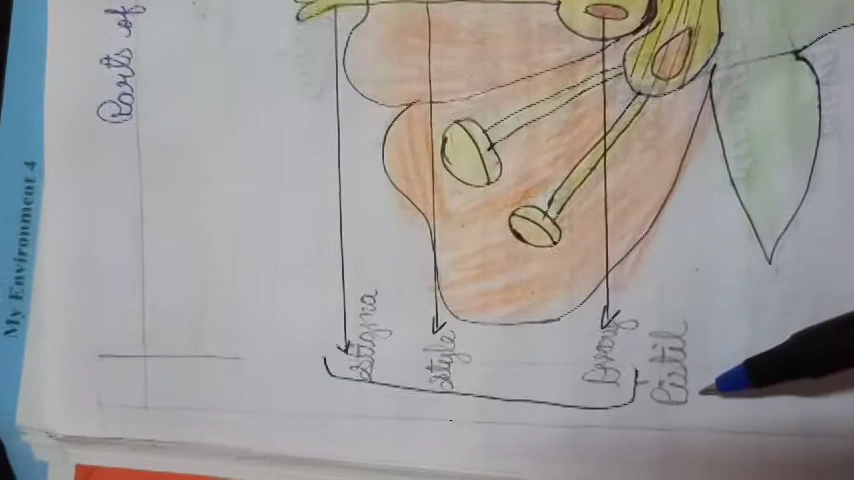 My Environment 4
Parts of
Stigma
Style
Ovary
Pistil